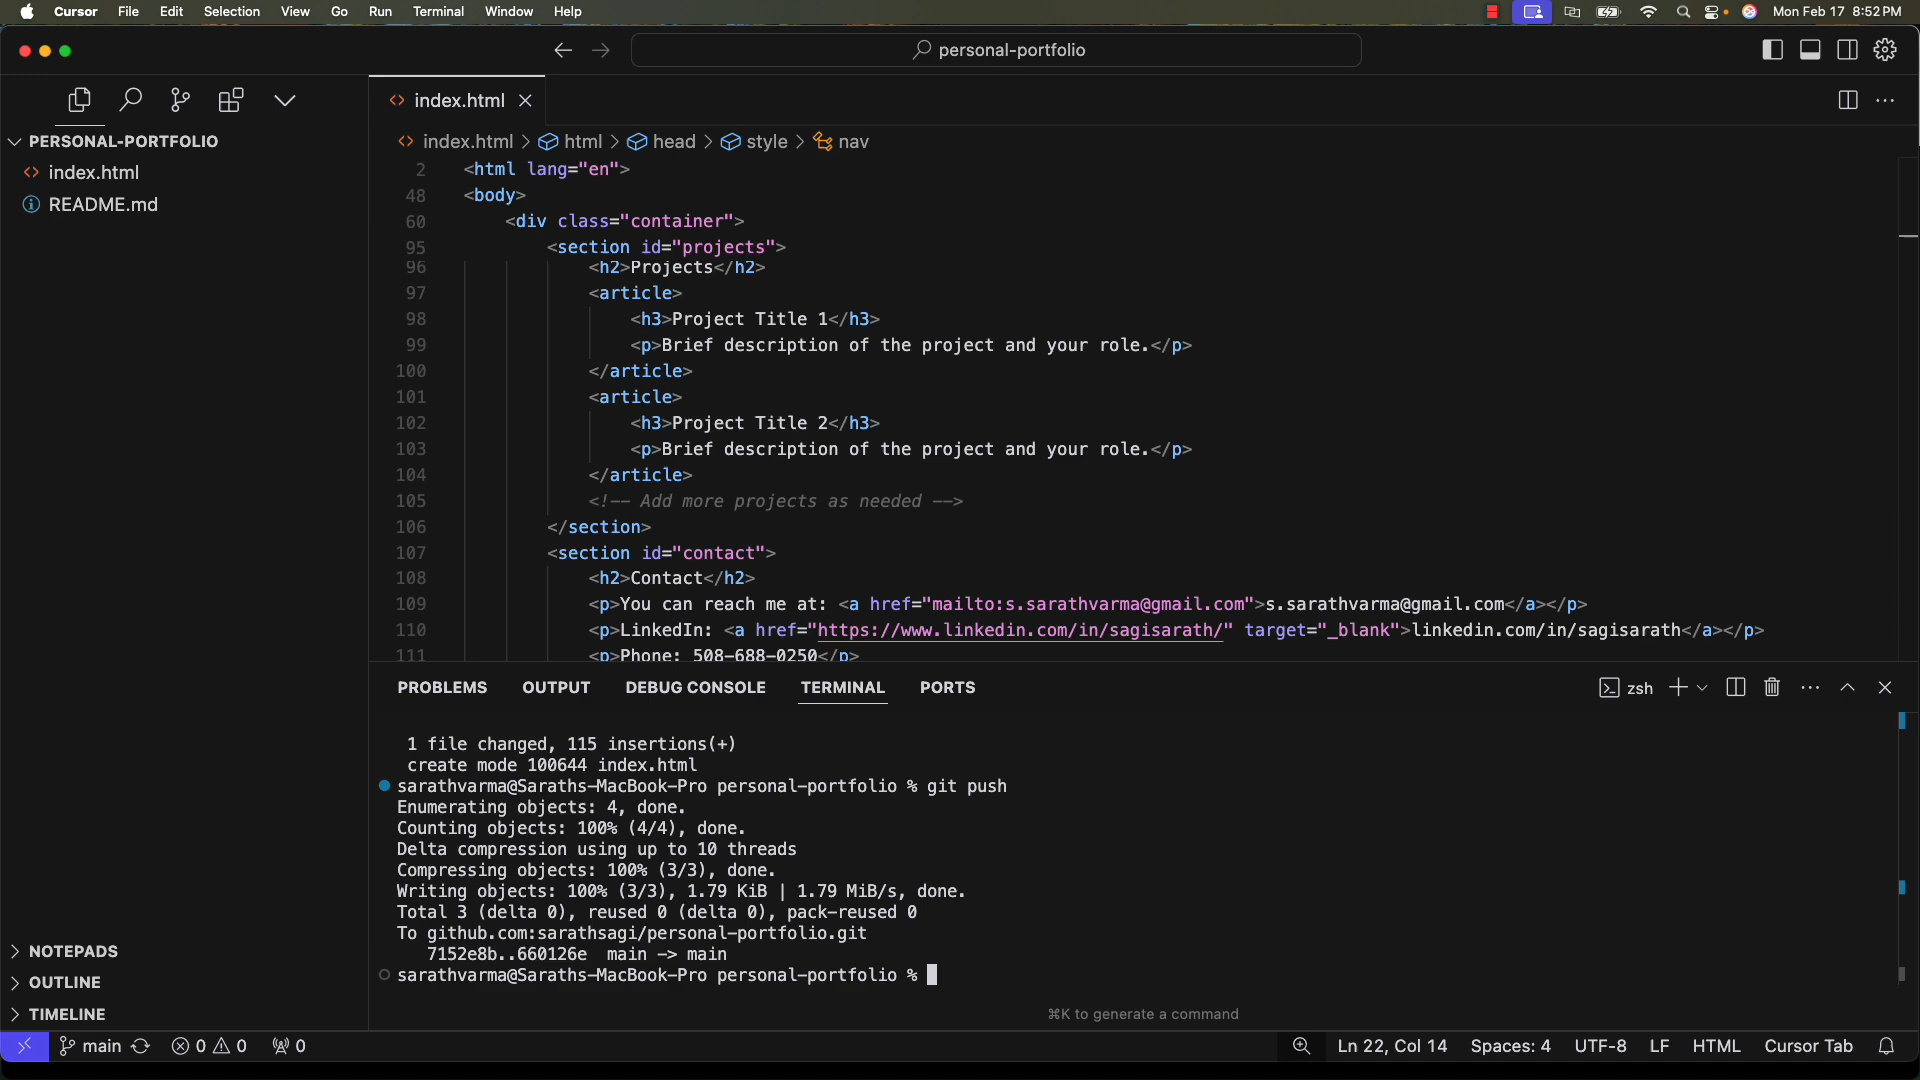 Cursor File Edit Selection View Go Run Terminal Window Help
Mon Feb 17 8:52 PM
personal-portfolio
index.html
PERSONAL-PORTFOLIO
index.html
README.md
index.html > html > head > style > nav
2 <html lang="en">
48 <body>
60 <div class="container">
95 <section id="projects">
96 <h2>Projects</h2>
97 <article>
98 <h3>Project Title 1</h3>
99 <p>Brief description of the project and your role.</p>
100 </article>
101 <article>
102 <h3>Project Title 2</h3>
103 <p>Brief description of the project and your role.</p>
104 </article>
105 <!-- Add more projects as needed -->
106 </section>
107 <section id="contact">
108 <h2>Contact</h2>
109 <p>You can reach me at: <a href="mailto:s.sarathvarma@gmail.com">s.sarathvarma@gmail.com</a></p>
110 <p>LinkedIn: <a href="https://www.linkedin.com/in/sagisarath/" target="_blank">linkedin.com/in/sagisarath</a></p>
111 <p>Phone: 508-688-0250</p>
PROBLEMS OUTPUT DEBUG CONSOLE TERMINAL PORTS
zsh
1 file changed, 115 insertions(+)
create mode 100644 index.html
sarathvarma@Saraths-MacBook-Pro personal-portfolio % git push
Enumerating objects: 4, done.
Counting objects: 100% (4/4), done.
Delta compression using up to 10 threads
Compressing objects: 100% (3/3), done.
Writing objects: 100% (3/3), 1.79 KiB | 1.79 MiB/s, done.
Total 3 (delta 0), reused 0 (delta 0), pack-reused 0
To github.com:sarathsagi/personal-portfolio.git
7152e8b..660126e main -> main
sarathvarma@Saraths-MacBook-Pro personal-portfolio %
⌘K to generate a command
NOTEPADS
OUTLINE
TIMELINE
main 0 0 0
Ln 22, Col 14 Spaces: 4 UTF-8 LF HTML Cursor Tab